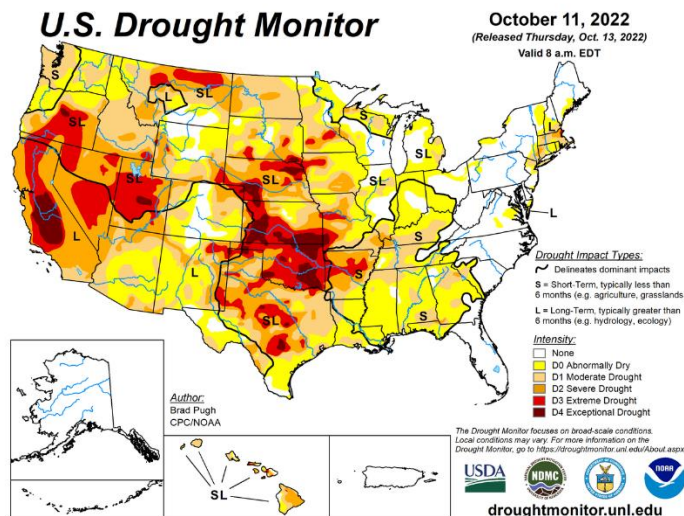 U.S. Drought Monitor
October 11, 2022
(Released Thursday, Oct. 13, 2022)
Valid 8 a.m. EDT
S
SL
L
SL
S
SL
L
SL
SL
L
S
S
L
L
SL
L
SL
S
S
Drought Impact Types:
Delineates dominant impacts
S = Short-Term, typically less than
6 months (e.g. agriculture, grasslands)
L = Long-Term, typically greater than
6 months (e.g. hydrology, ecology)
Intensity:
None
D0 Abnormally Dry
D1 Moderate Drought
D2 Severe Drought
D3 Extreme Drought
D4 Exceptional Drought
Author:
Brad Pugh
CPC/NOAA
SL
The Drought Monitor focuses on broad-scale conditions.
Local conditions may vary. For more information on the
Drought Monitor, go to https://droughtmonitor.unl.edu/About.aspx
USDA
NDMC
NOAA
droughtmonitor.unl.edu